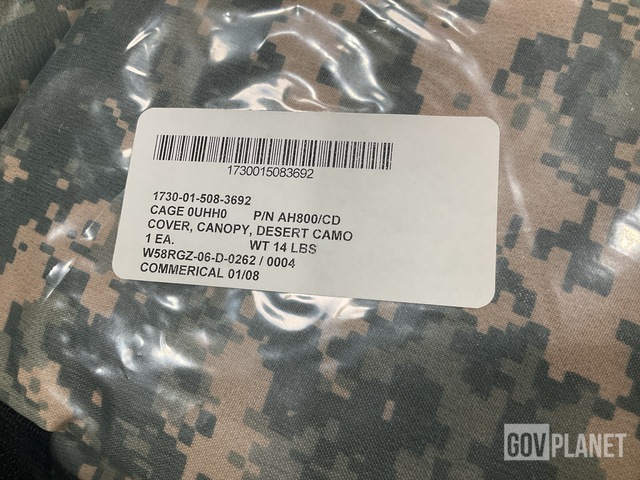 1730015083692
1730-01-508-3692
CAGE 0UHH0 P/N AH800/CD
COVER, CANOPY, DESERT CAMO
1 EA. WT 14 LBS
W58RGZ-06-D-0262 / 0004
COMMERICAL 01/08
GOVPLANET